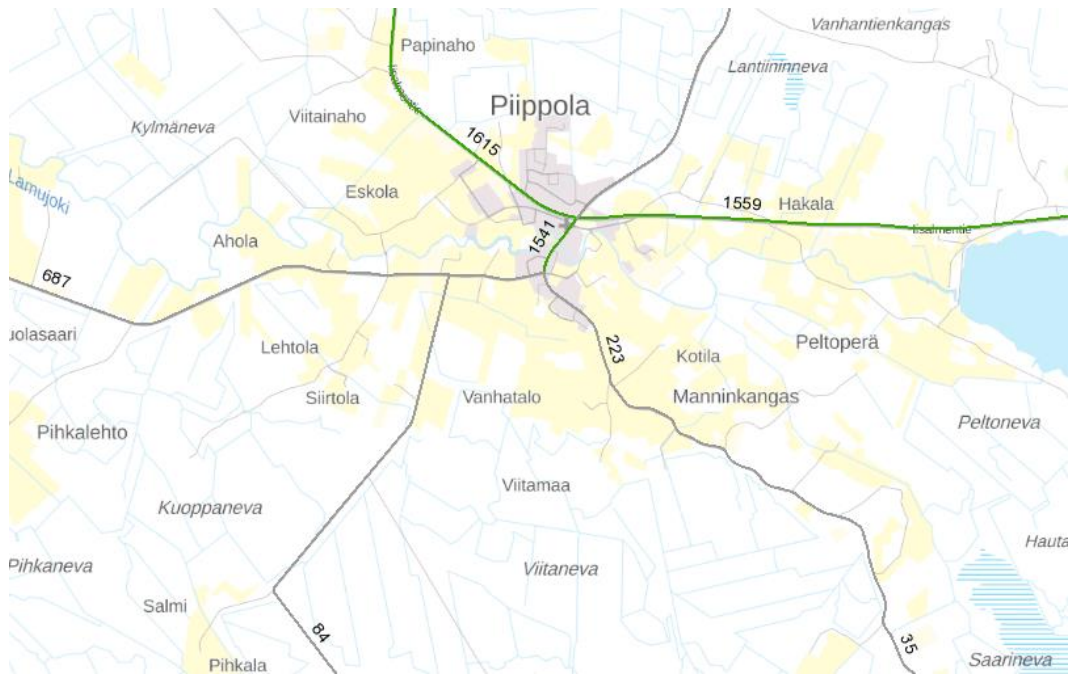 Vanhantienkangas
Papinaho
Lantiininneva
Piippola
Viitainaho
Kylmäneva
1615
Lamujoki
Eskola
1559
Hakala
Iisalmentie
Ahola
1541
687
uolasaari
Lehtola
223
Kotila
Peltoperä
Siirtola
Vanhatalo
Manninkangas
Pihkalehto
Peltoneva
Viitamaa
Kuoppaneva
Hauta
Pihkaneva
Viitaneva
Salmi
84
35
Pihkala
Saarineva